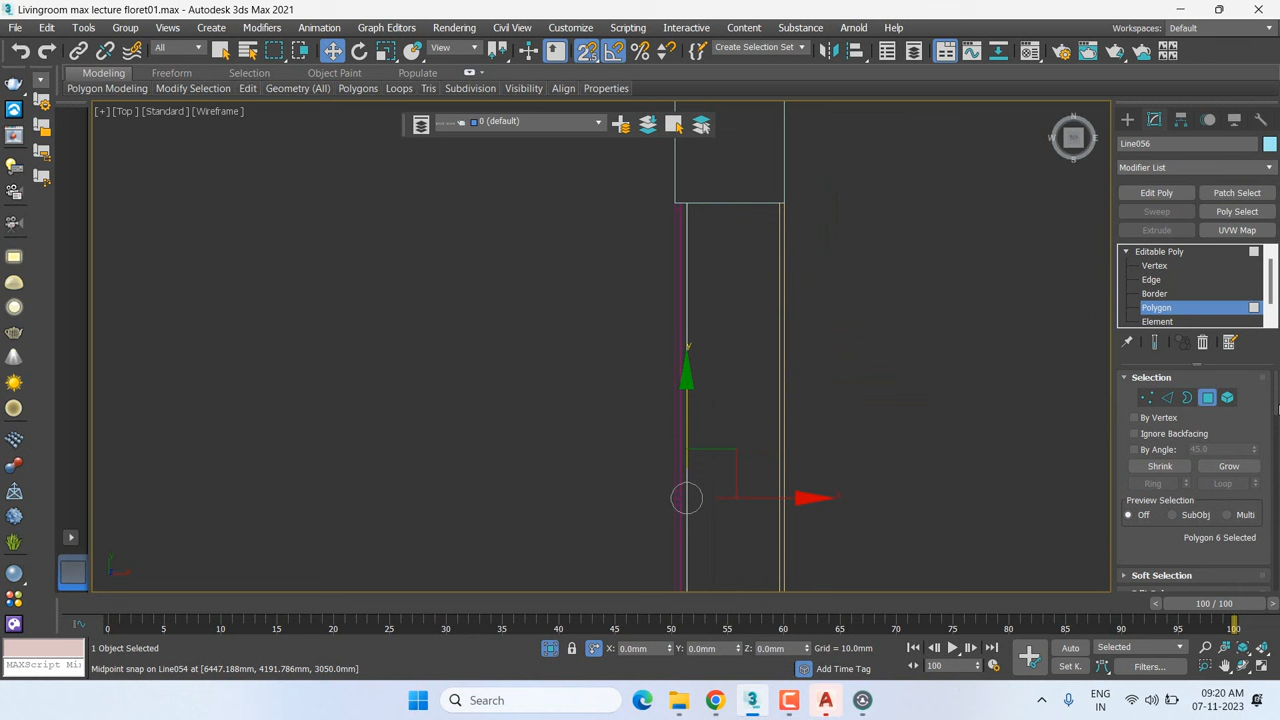 Livingroom max lecture floret01.max - Autodesk 3ds Max 2021
File Edit Tools Group Views Create Modifiers Animation Graph Editors Rendering Civil View Customize Scripting Interactive Content Substance Arnold Help
Workspaces: Default
All View Create Selection Set
Modeling Freeform Selection Object Paint Populate
Polygon Modeling Modify Selection Edit Geometry (All) Polygons Loops Tris Subdivision Visibility Align Properties
[+] [Top ] [Standard ] [Wireframe ]
0 (default)
N
W E
S
Line056
Modifier List
Edit Poly Patch Select
Sweep Poly Select
Extrude UVW Map
Editable Poly
Vertex
Edge
Border
Polygon
Element
y
Selection
By Vertex
Ignore Backfacing
By Angle: 45.0
Shrink Grow
Ring Loop
Preview Selection
Off SubObj Multi
Polygon 6 Selected
Soft Selection
100 / 100
0 5 10 15 20 25 30 35 40 45 50 55 60 65 70 75 80 85 90 95 100
1 Object Selected
X: 0.0mm Y: 0.0mm Z: 0.0mm Grid = 10.0mm
Auto Selected
MAXScript Mi
Midpoint snap on Line054 at [6447.188mm, 4191.786mm, 3050.0mm]
Add Time Tag
100
Set K. Filters...
Search
ENG
IN
09:20 AM
07-11-2023